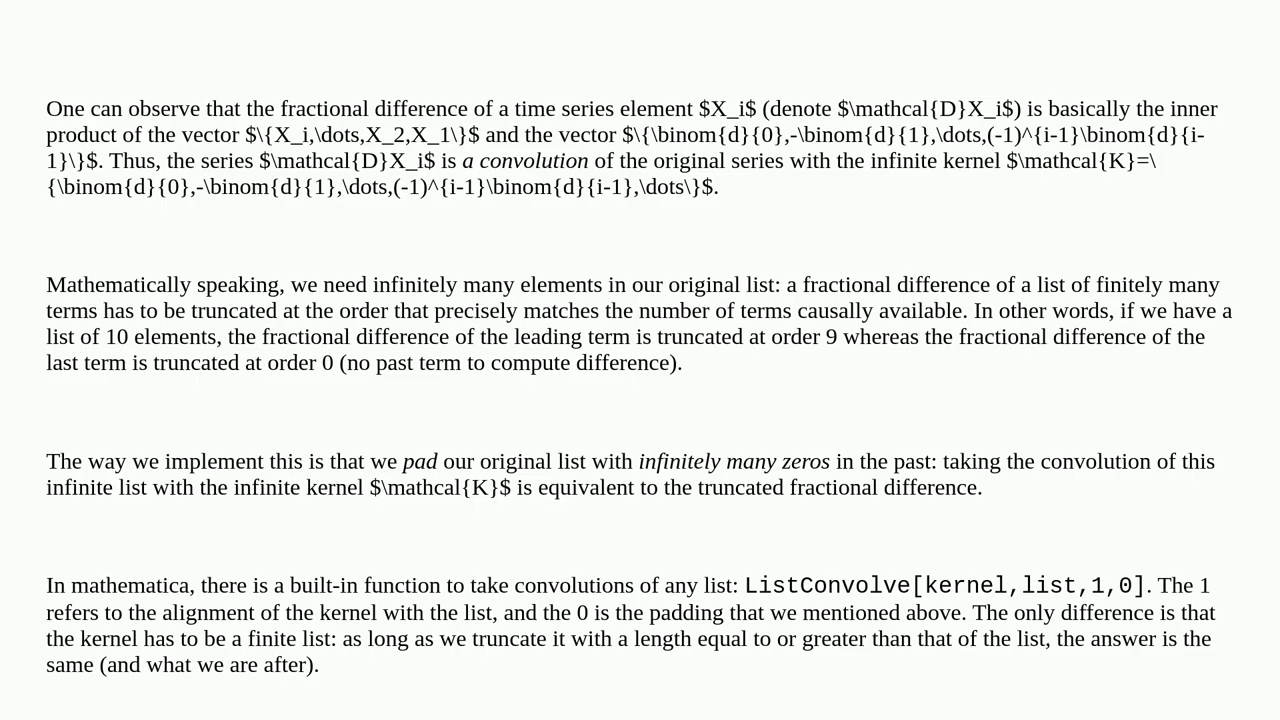 One can observe that the fractional difference of a time series element $X_i$ (denote $\mathcal{D}X_i$) is basically the inner
product of the vector $\{X_i,\dots,X_2,X_1\}$ and the vector $\{\binom{d}{0},-\binom{d}{1},\dots,(-1)^{i-1}\binom{d}{i-
1}\}$. Thus, the series $\mathcal{D}X_i$ is a convolution of the original series with the infinite kernel $\mathcal{K}=\
{\binom{d}{0},-\binom{d}{1},\dots,(-1)^{i-1}\binom{d}{i-1},\dots\}$.
Mathematically speaking, we need infinitely many elements in our original list: a fractional difference of a list of finitely many
terms has to be truncated at the order that precisely matches the number of terms causally available. In other words, if we have a
list of 10 elements, the fractional difference of the leading term is truncated at order 9 whereas the fractional difference of the
last term is truncated at order 0 (no past term to compute difference).
The way we implement this is that we pad our original list with infinitely many zeros in the past: taking the convolution of this
infinite list with the infinite kernel $\mathcal{K}$ is equivalent to the truncated fractional difference.
In mathematica, there is a built-in function to take convolutions of any list: ListConvolve[kernel,list,1,0]. The 1
refers to the alignment of the kernel with the list, and the 0 is the padding that we mentioned above. The only difference is that
the kernel has to be a finite list: as long as we truncate it with a length equal to or greater than that of the list, the answer is the
same (and what we are after).